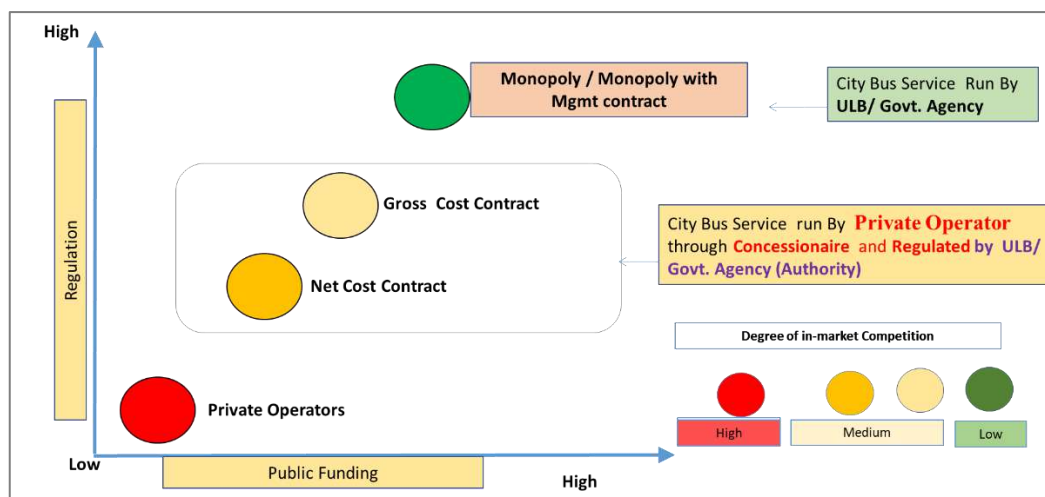 High
Monopoly / Monopoly with
Mgmt contract
City Bus Service Run By
ULB/ Govt. Agency
Regulation
Gross Cost Contract
Net Cost Contract
City Bus Service run By Private Operator
through Concessionaire and Regulated by ULB/
Govt. Agency (Authority)
Degree of in-market Competition
High
Medium
Low
Private Operators
Low
Public Funding
High